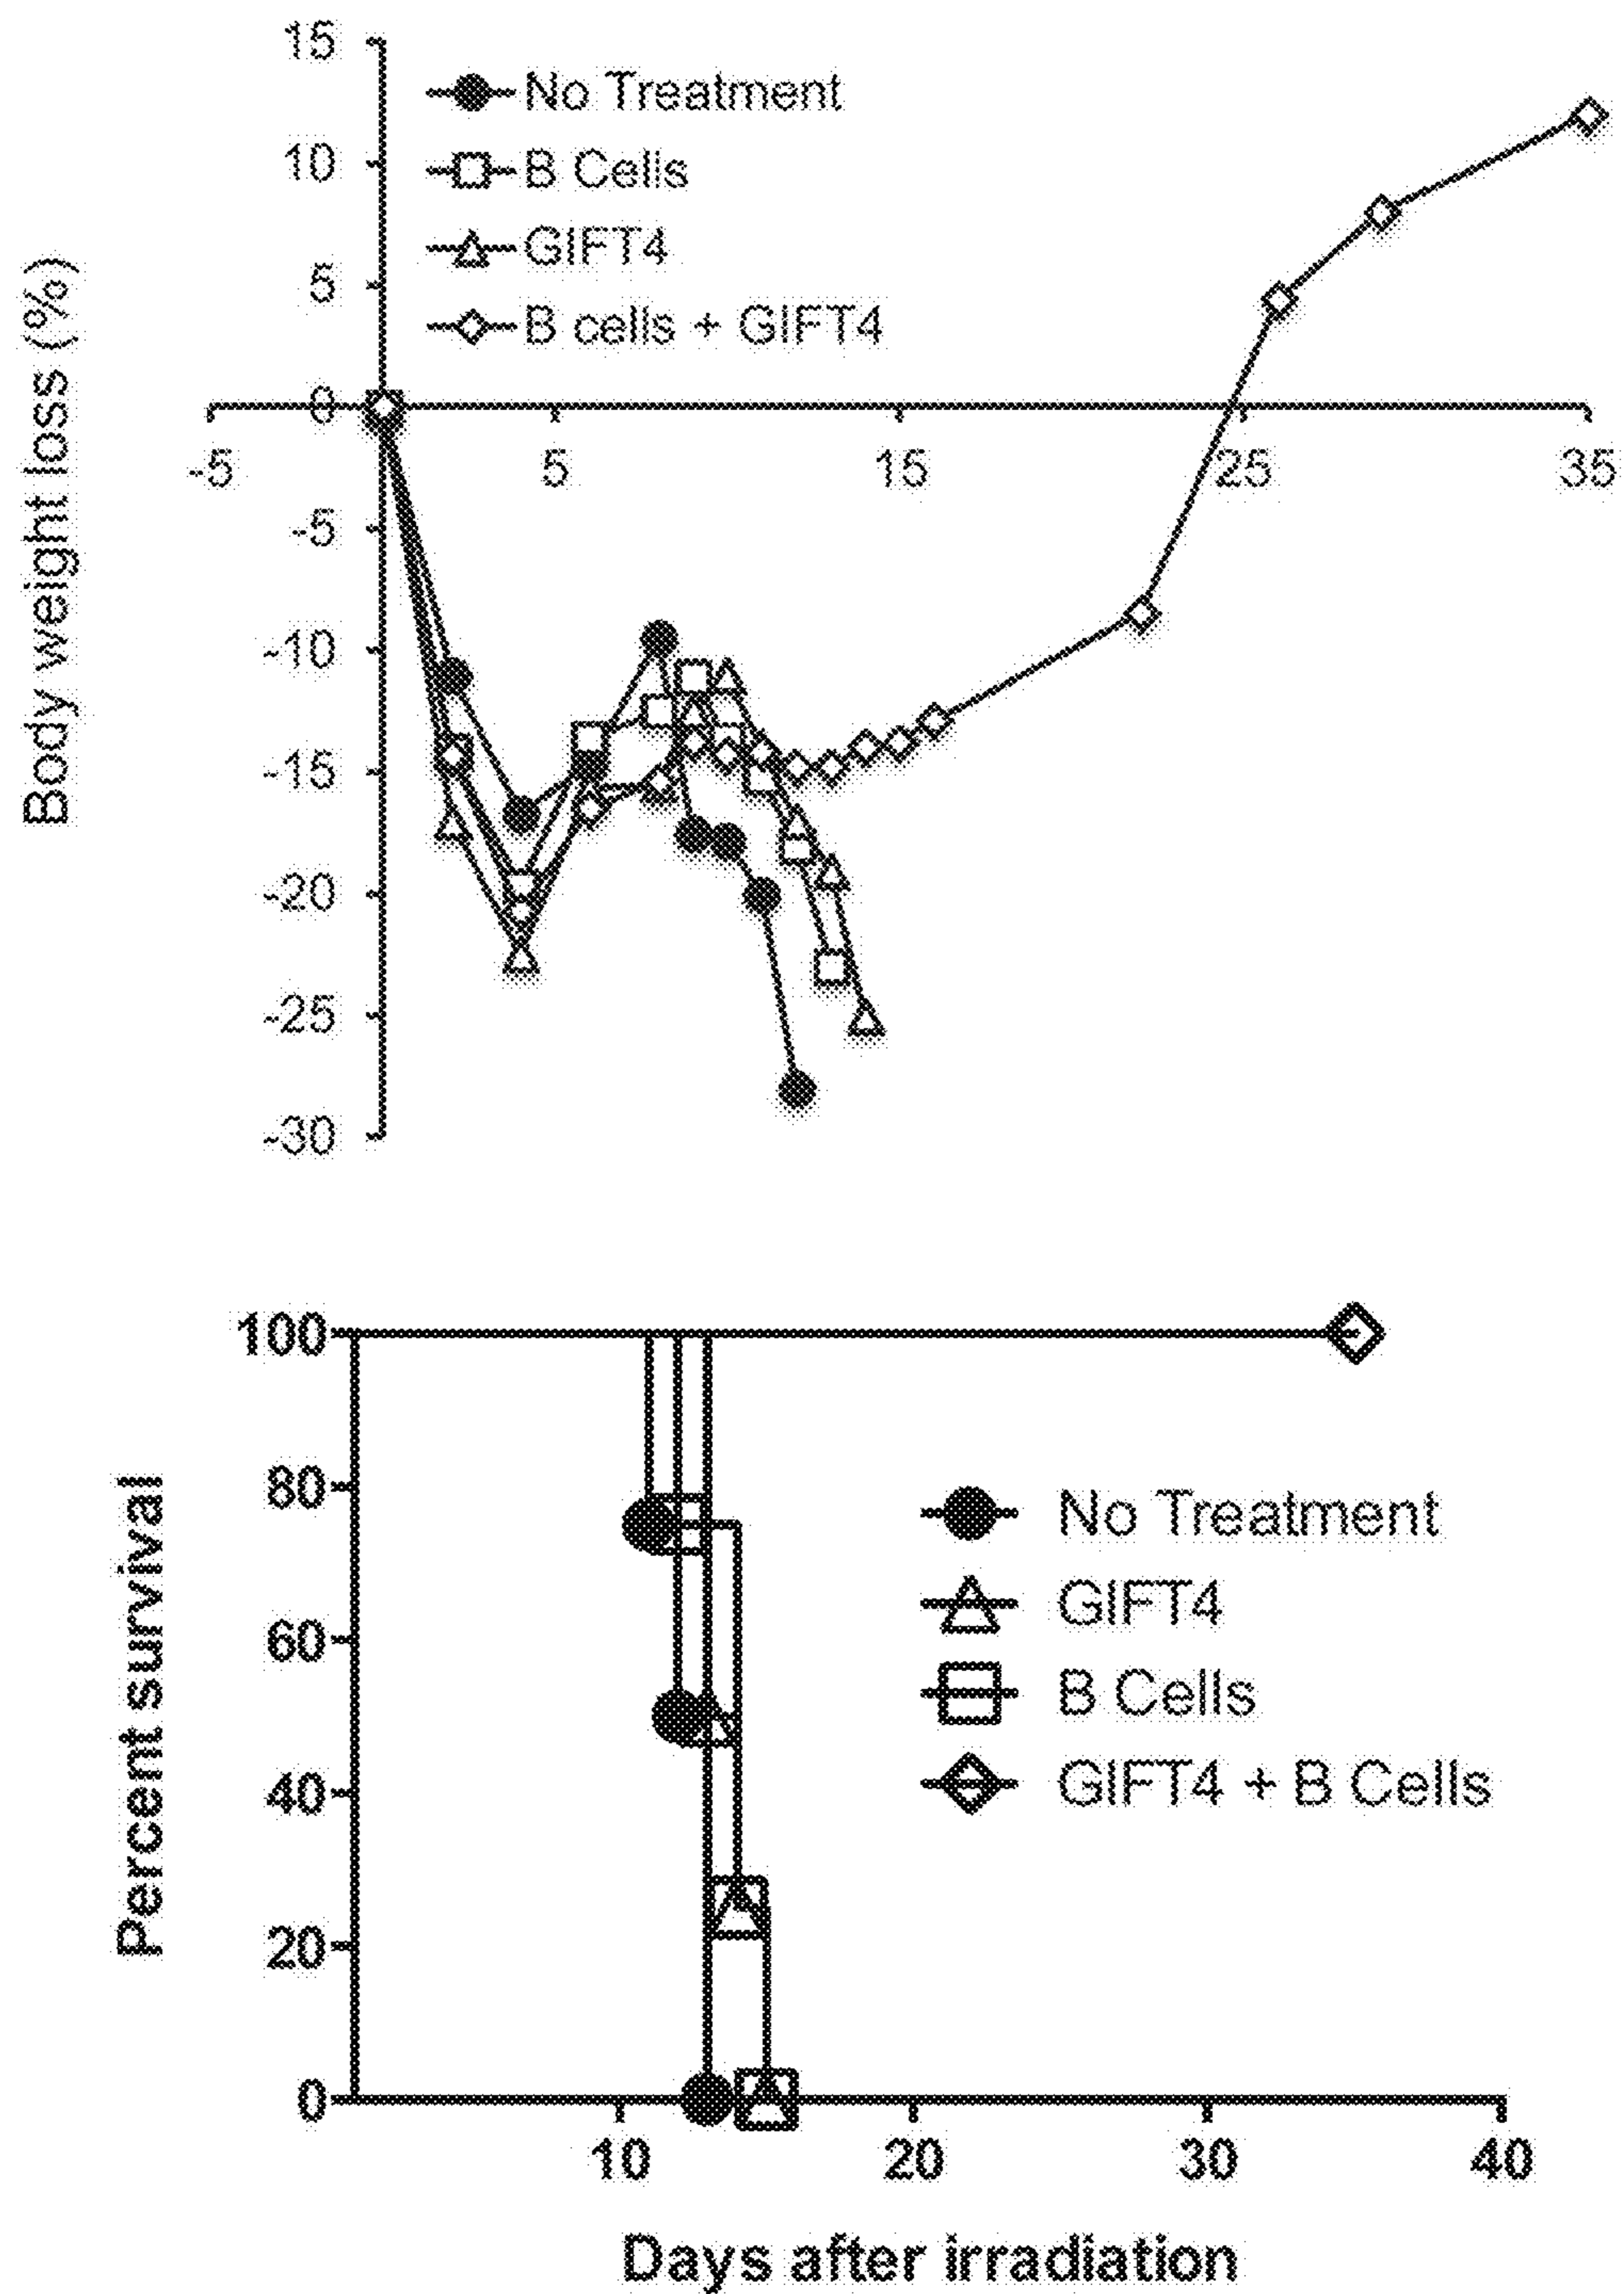 Body weight loss (%)
15
10
5
0
-5
-10
-15
-20
-25
-30
-5
5
15
25
35
No Treatment
B Cells
GIFT4
B cells + GIFT4
Percent survival
100
80
60
40
20
0
10
20
30
40
No Treatment
GIFT4
B Cells
GIFT4 + B Cells
Days after irradiation